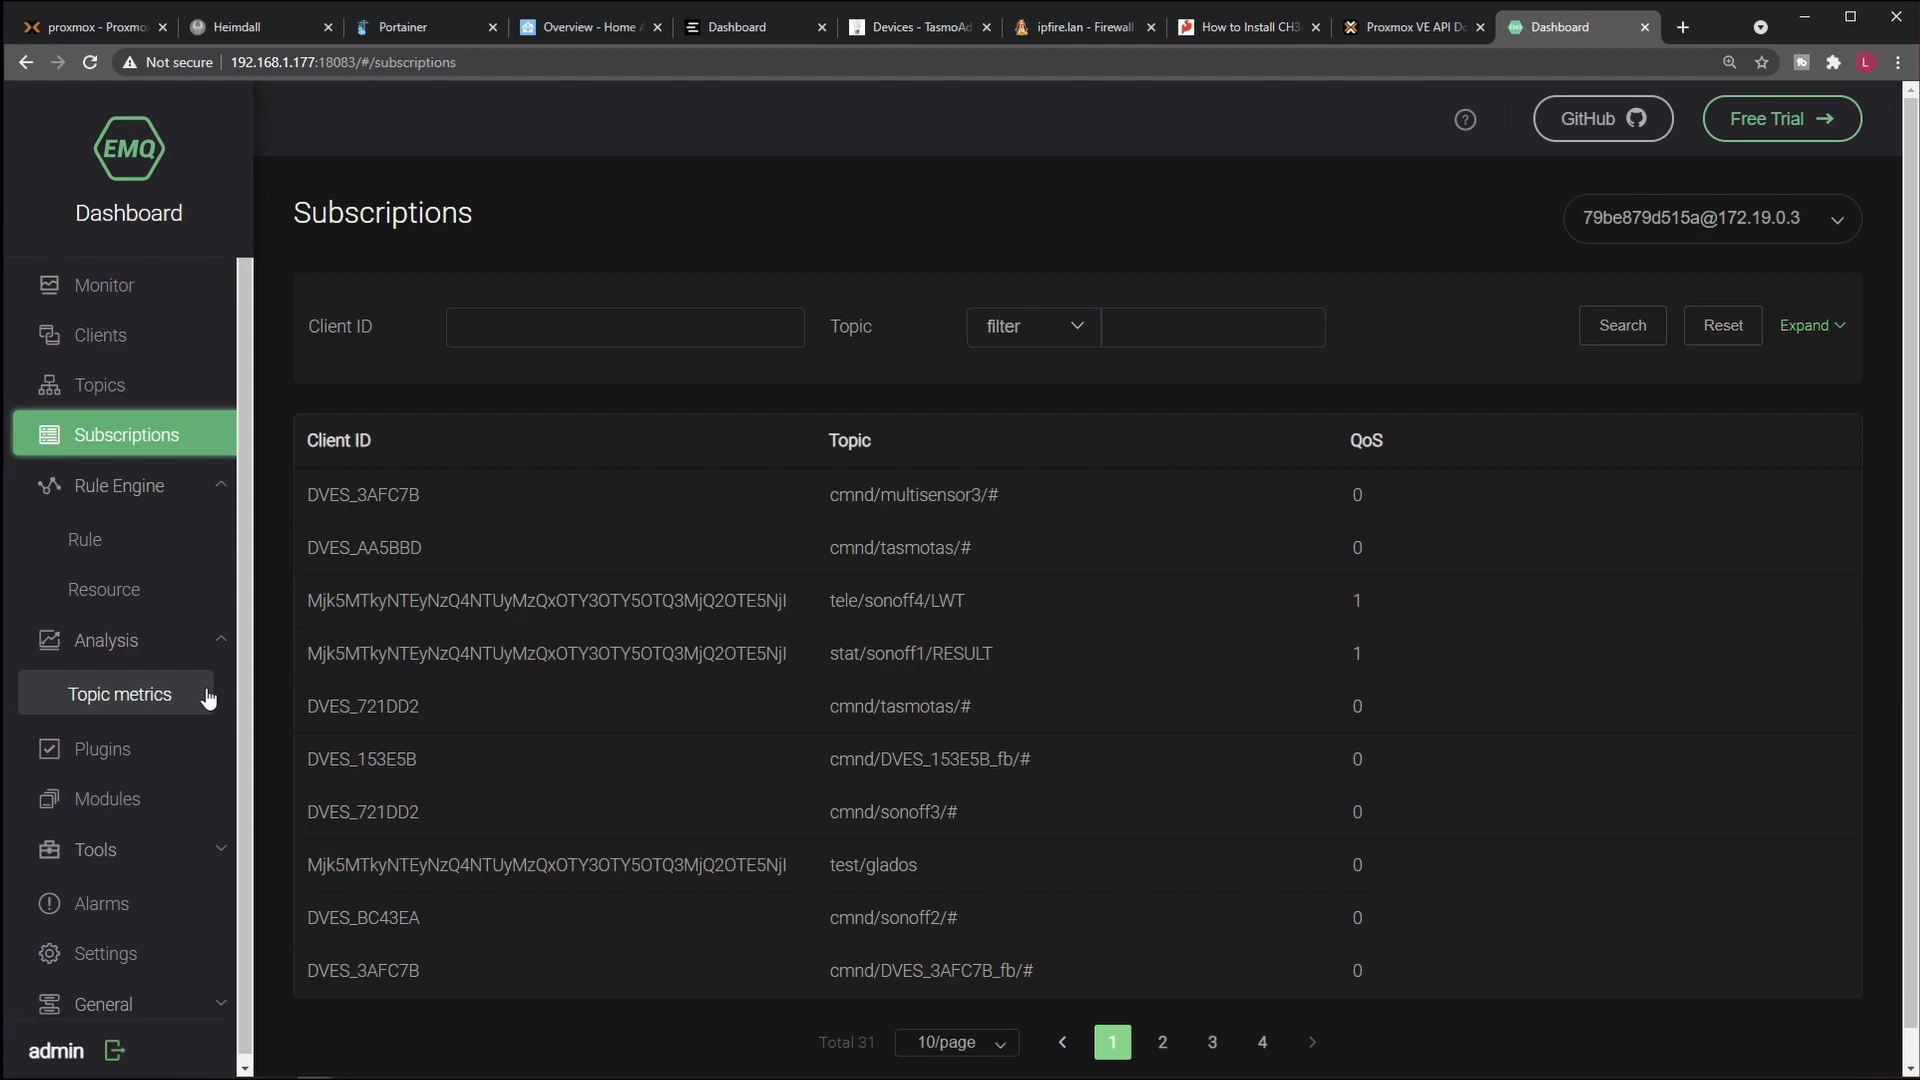 proxmox - Proxmo
Heimdall
Portainer
Overview - Home
Dashboard
Devices - TasmoAd
ipfire.lan - Firewall
How to Install CH3
Proxmox VE API Do
Dashboard
Not secure
192.168.1.177:18083/#/subscriptions
L
EMQ
Dashboard
GitHub
Free Trial
Subscriptions
79be879d515a@172.19.0.3
Monitor
Clients
Topics
Subscriptions
Rule Engine
Rule
Resource
Analysis
Topic metrics
Plugins
Modules
Tools
Alarms
Settings
General
admin
Client ID
Topic
filter
Search
Reset
Expand
Client ID Topic QoS
DVES_3AFC7B cmnd/multisensor3/# 0
DVES_AA5BBD cmnd/tasmotas/# 0
Mjk5MTkyNTEyNzQ4NTUyMzQxOTY3OTY5OTQ3MjQ2OTE5NjI tele/sonoff4/LWT 1
Mjk5MTkyNTEyNzQ4NTUyMzQxOTY3OTY5OTQ3MjQ2OTE5NjI stat/sonoff1/RESULT 1
DVES_721DD2 cmnd/tasmotas/# 0
DVES_153E5B cmnd/DVES_153E5B_fb/# 0
DVES_721DD2 cmnd/sonoff3/# 0
Mjk5MTkyNTEyNzQ4NTUyMzQxOTY3OTY5OTQ3MjQ2OTE5NjI test/glados 0
DVES_BC43EA cmnd/sonoff2/# 0
DVES_3AFC7B cmnd/DVES_3AFC7B_fb/# 0
Total 31 10/page 1 2 3 4